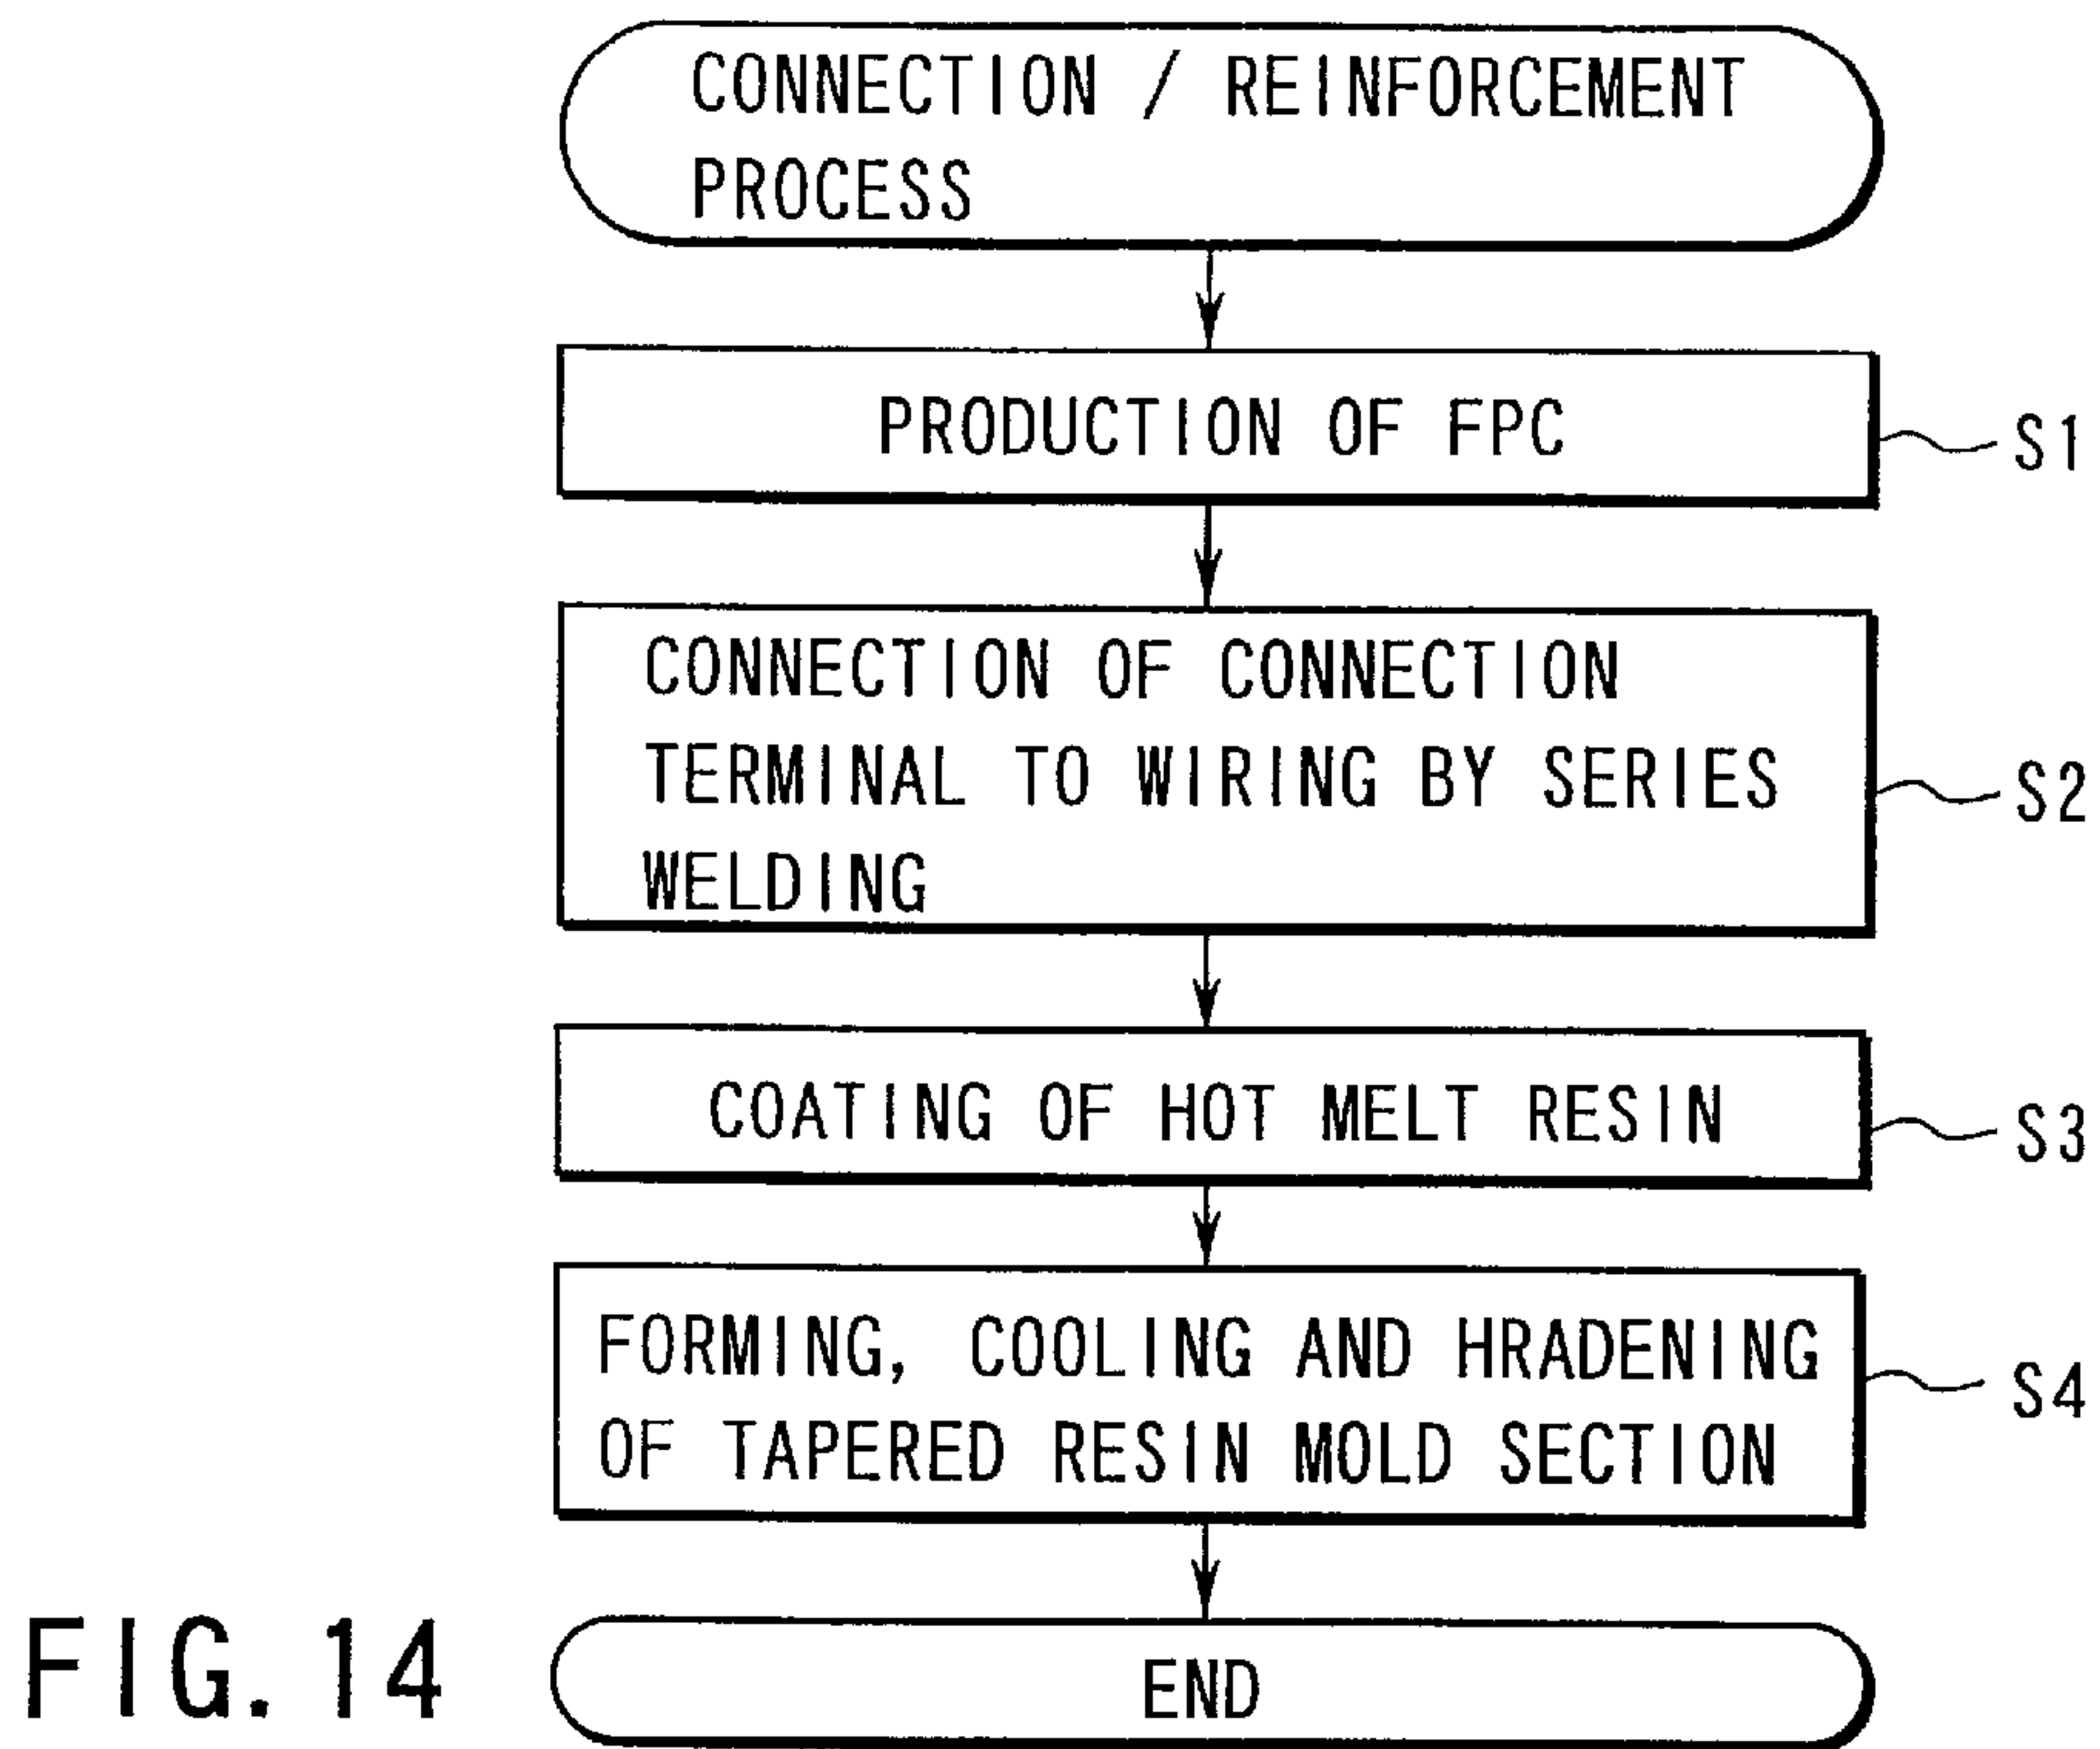 CONNECTION / REINFORCEMENT
PROCESS
PRODUCTION OF FPC
S1
CONNECTION OF CONNECTION
TERMINAL TO WIRING BY SERIES
WELDING
S2
COATING OF HOT MELT RESIN
S3
FORMING, COOLING AND HRADENING
OF TAPERED RESIN MOLD SECTION
S4
END
FIG. 14